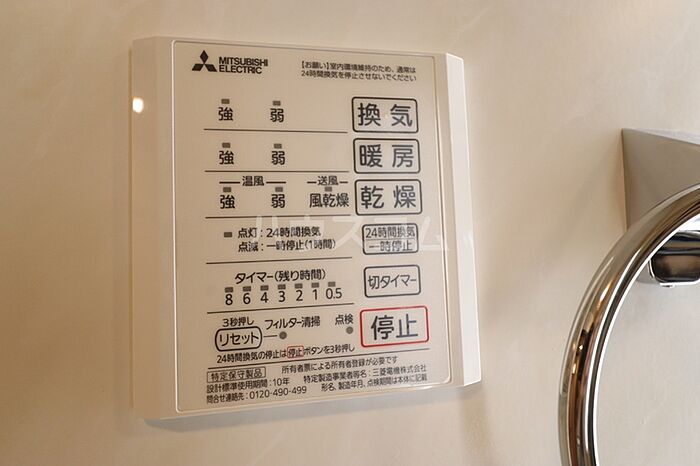 MITSUBISHI
ELECTRIC
【お願い】室内環境維持のため、通常は
24時間換気を停止させないでください
強 弱 換気
強 弱 暖房
温風 送風
強 弱 風乾燥 乾燥
点灯:24時間換気
点滅:一時停止(1時間)
24時間換気
一時停止
タイマー(残り時間)
8 6 4 3 2 1 0.5
切タイマー
3秒押し
リセット フィルター清掃 点検 停止
24時間換気の停止は停止ボタンを3秒押し
特定保守製品 所有者票による所有者登録が必要です
設計標準使用期間:10年 特定製造事業者等名:三菱電機株式会社
問合せ連絡先:0120-490-499 形名、製造年月、点検期間は本体に記載
ハウスコム